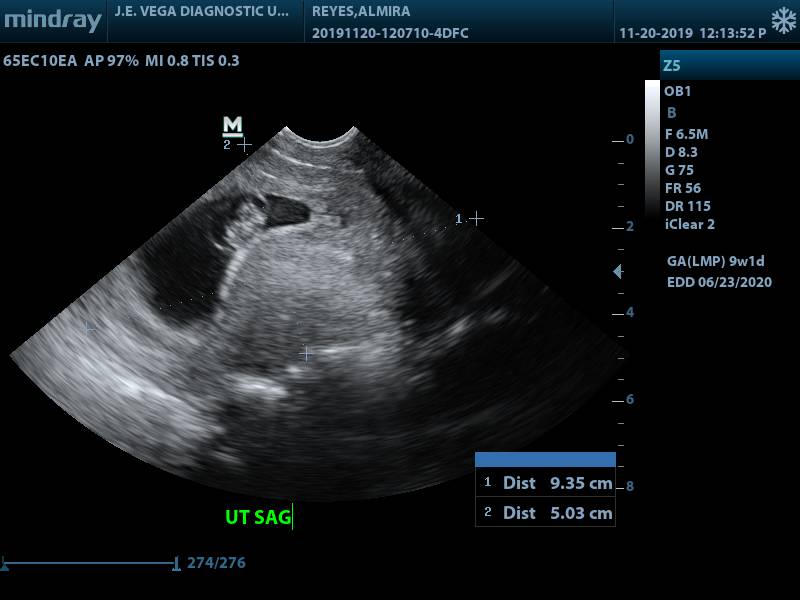 mindray
J.E. VEGA DIAGNOSTIC U...
REYES,ALMIRA
20191120-120710-4DFC
11-20-2019 12:13:52 P
65EC10EA AP 97% MI 0.8 TIS 0.3
Z5
OB1
B
F 6.5M
D 8.3
G 75
FR 56
DR 115
iClear 2
GA(LMP) 9w1d
EDD 06/23/2020
M
2
1
0
2
4
6
8
1 Dist 9.35 cm
2 Dist 5.03 cm
UT SAG
274/276